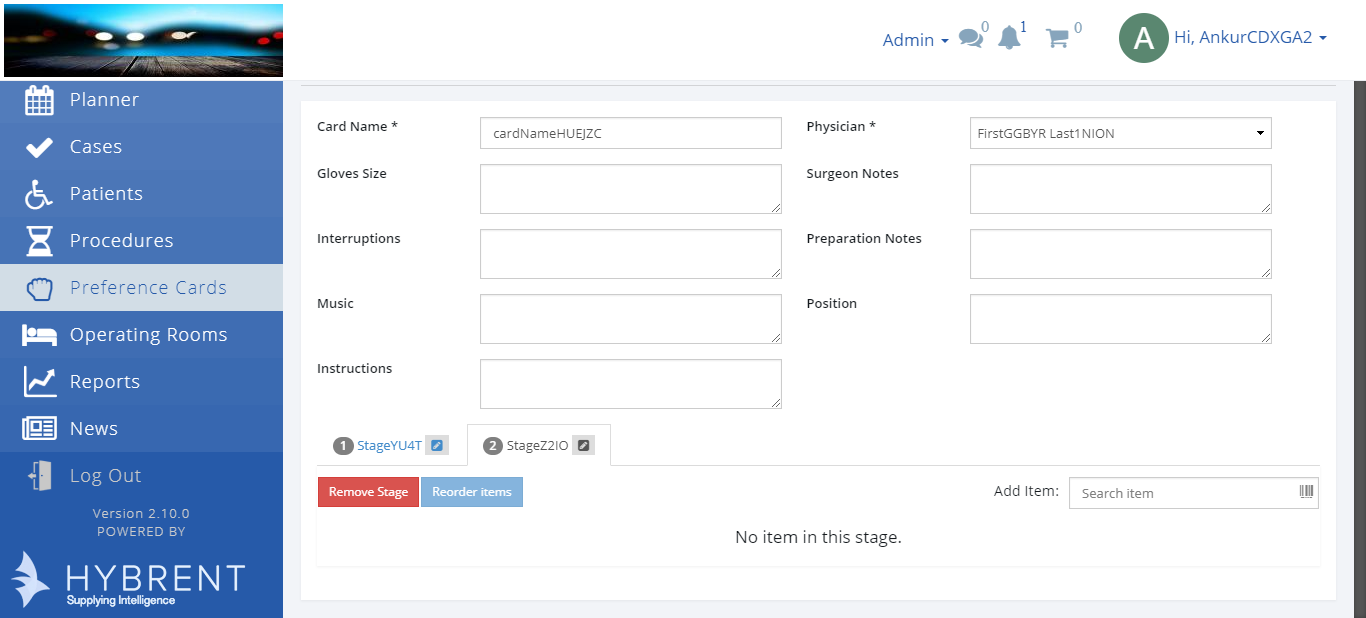 Admin 0 1 0 A Hi, AnkurCDXGA2
Planner
Cases
Patients
Procedures
Preference Cards
Operating Rooms
Reports
News
Log Out
Version 2.10.0
POWERED BY
HYBRENT
Supplying Intelligence
Card Name * cardNameHUEJZC Physician * FirstGGBYR Last1NION
Gloves Size Surgeon Notes
Interruptions Preparation Notes
Music Position
Instructions
1 StageYU4T 2 StageZ2IO
Remove Stage Reorder items Add Item: Search item
No item in this stage.